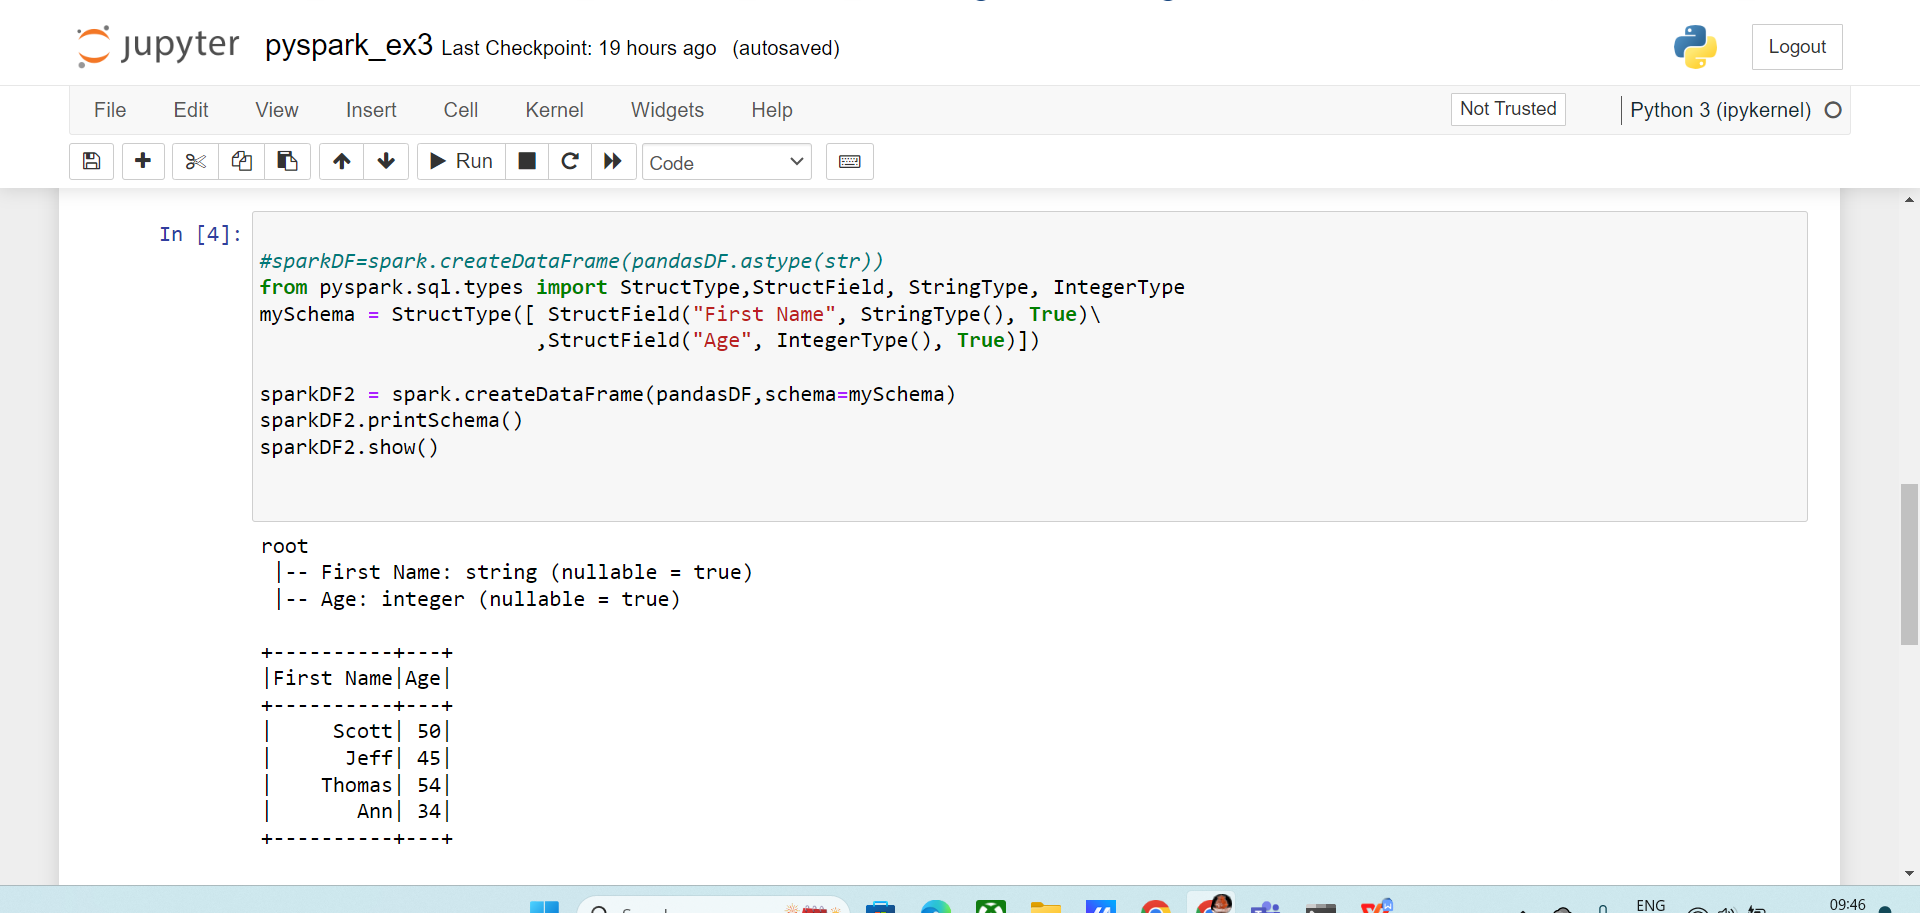 jupyter pyspark_ex3 Last Checkpoint: 19 hours ago (autosaved) Logout
File Edit View Insert Cell Kernel Widgets Help Not Trusted Python 3 (ipykernel)
Run Code
In [4]:
#sparkDF=spark.createDataFrame(pandasDF.astype(str))
from pyspark.sql.types import StructType,StructField, StringType, IntegerType
mySchema = StructType([ StructField("First Name", StringType(), True)\
,StructField("Age", IntegerType(), True)])
sparkDF2 = spark.createDataFrame(pandasDF,schema=mySchema)
sparkDF2.printSchema()
sparkDF2.show()
root
|-- First Name: string (nullable = true)
|-- Age: integer (nullable = true)
+----------+---+
|First Name|Age|
+----------+---+
|     Scott| 50|
|      Jeff| 45|
|    Thomas| 54|
|       Ann| 34|
+----------+---+
ENG 09:46